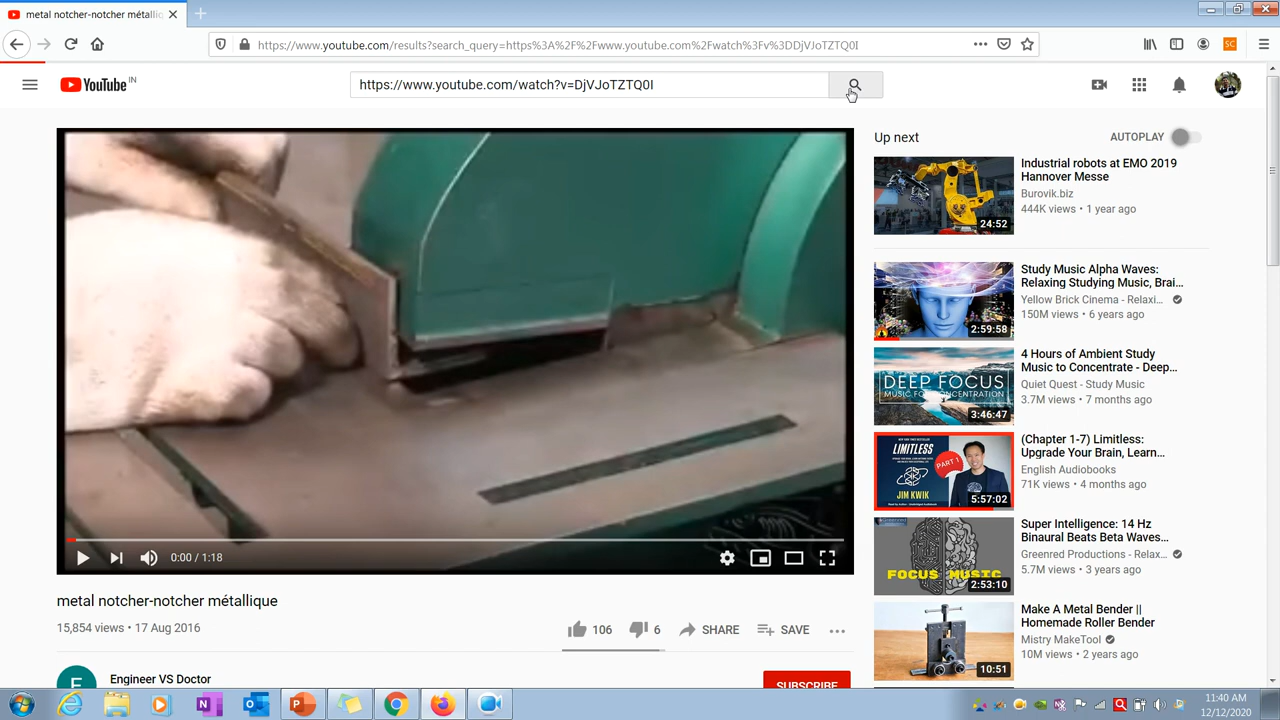 metal notcher-notcher métalliq
https://www.youtube.com/results?search_query=https%3A%2F%2Fwww.youtube.com%2Fwatch%3Fv%3DDjVJoTZTQ0I
SC
YouTube IN
https://www.youtube.com/watch?v=DjVJoTZTQ0I
Up next
AUTOPLAY
Industrial robots at EMO 2019
Hannover Messe
Burovik.biz
444K views • 1 year ago
24:52
Study Music Alpha Waves:
Relaxing Studying Music, Brai...
Yellow Brick Cinema - Relaxi...
150M views • 6 years ago
2:59:58
4 Hours of Ambient Study
Music to Concentrate - Deep...
Quiet Quest - Study Music
3.7M views • 7 months ago
DEEP FOCUS
MUSIC FOR CONCENTRATION
3:46:47
(Chapter 1-7) Limitless:
Upgrade Your Brain, Learn...
English Audiobooks
71K views • 4 months ago
LIMITLESS
PART 1
JIM KWIK
5:57:02
Super Intelligence: 14 Hz
Binaural Beats Beta Waves...
Greenred Productions - Relax...
5.7M views • 3 years ago
FOCUS MUSIC
2:53:10
Make A Metal Bender ||
Homemade Roller Bender
Mistry MakeTool
10M views • 2 years ago
10:51
0:00 / 1:18
metal notcher-notcher métallique
15,854 views • 17 Aug 2016
106
6
SHARE
SAVE
E
Engineer VS Doctor
SUBSCRIBE
11:40 AM
12/12/2020